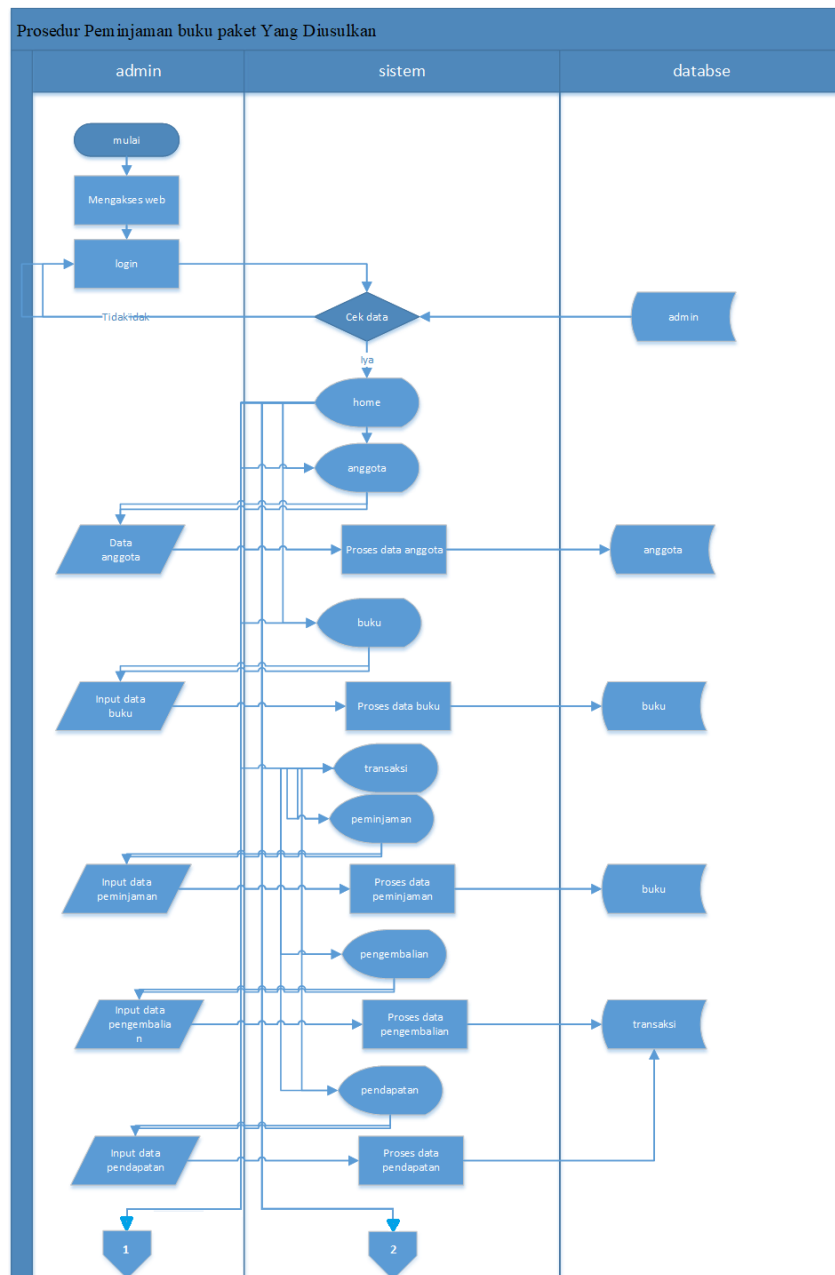 Prosedur Peminjaman buku paket Yang Diusulkan
admin
sistem
databse
mulai
Mengakses web
login
Cek data
admin
Tidak
Iya
home
anggota
Data
anggota
Proses data anggota
anggota
buku
Input data
buku
Proses data buku
buku
transaksi
peminjaman
Input data
peminjaman
Proses data
peminjaman
buku
pengembalian
Input data
pengembalia
n
Proses data
pengembalian
transaksi
pendapatan
Input data
pendapatan
Proses data
pendapatan
1
2